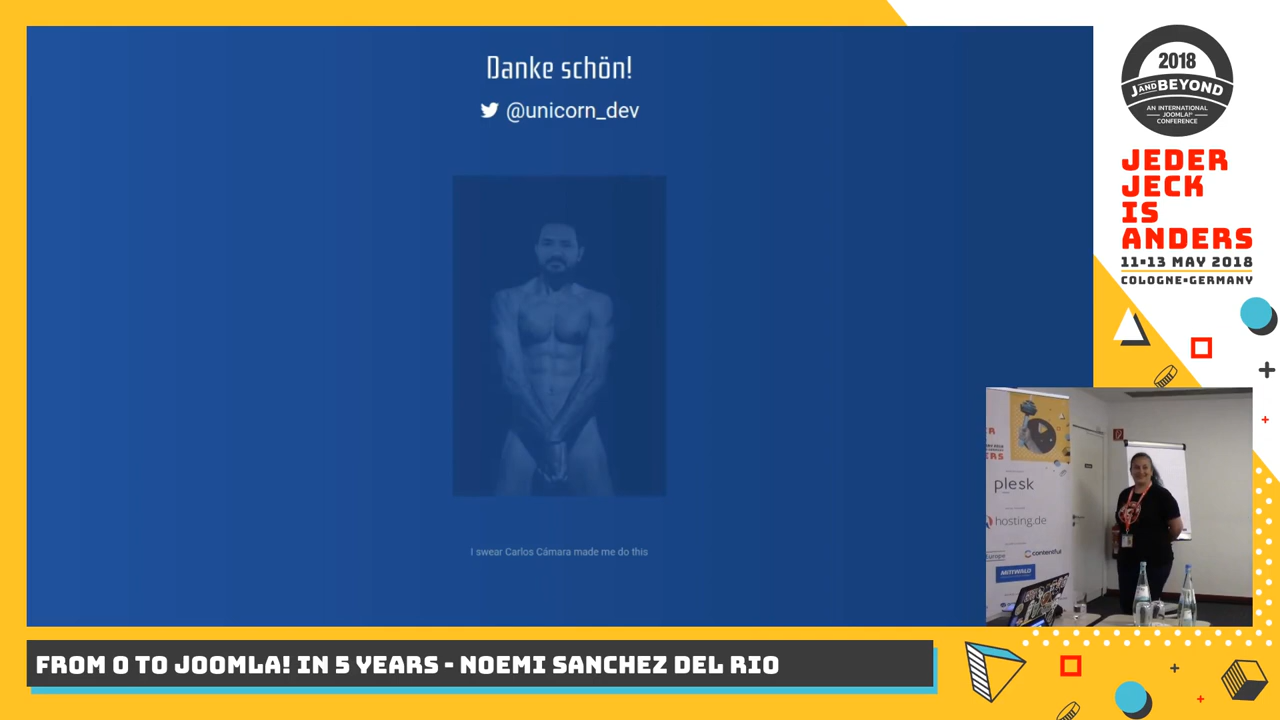 Danke schön!
@unicorn_dev
I swear Carlos Cámara made me do this
2018
J AND BEYOND
AN INTERNATIONAL
JOOMLA!®
CONFERENCE
JEDER
JECK
IS
ANDERS
11-13 MAY 2018
COLOGNE•GERMANY
plesk
hosting.de
contentful
MITTWALD
FROM 0 TO JOOMLA! IN 5 YEARS - NOEMI SANCHEZ DEL RIO